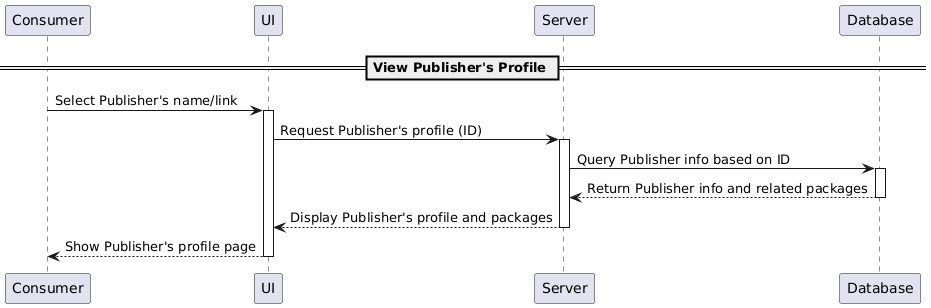 Consumer UI Server Database
View Publisher's Profile
Select Publisher's name/link
Request Publisher's profile (ID)
Query Publisher info based on ID
Return Publisher info and related packages
Display Publisher's profile and packages
Show Publisher's profile page
Consumer UI Server Database